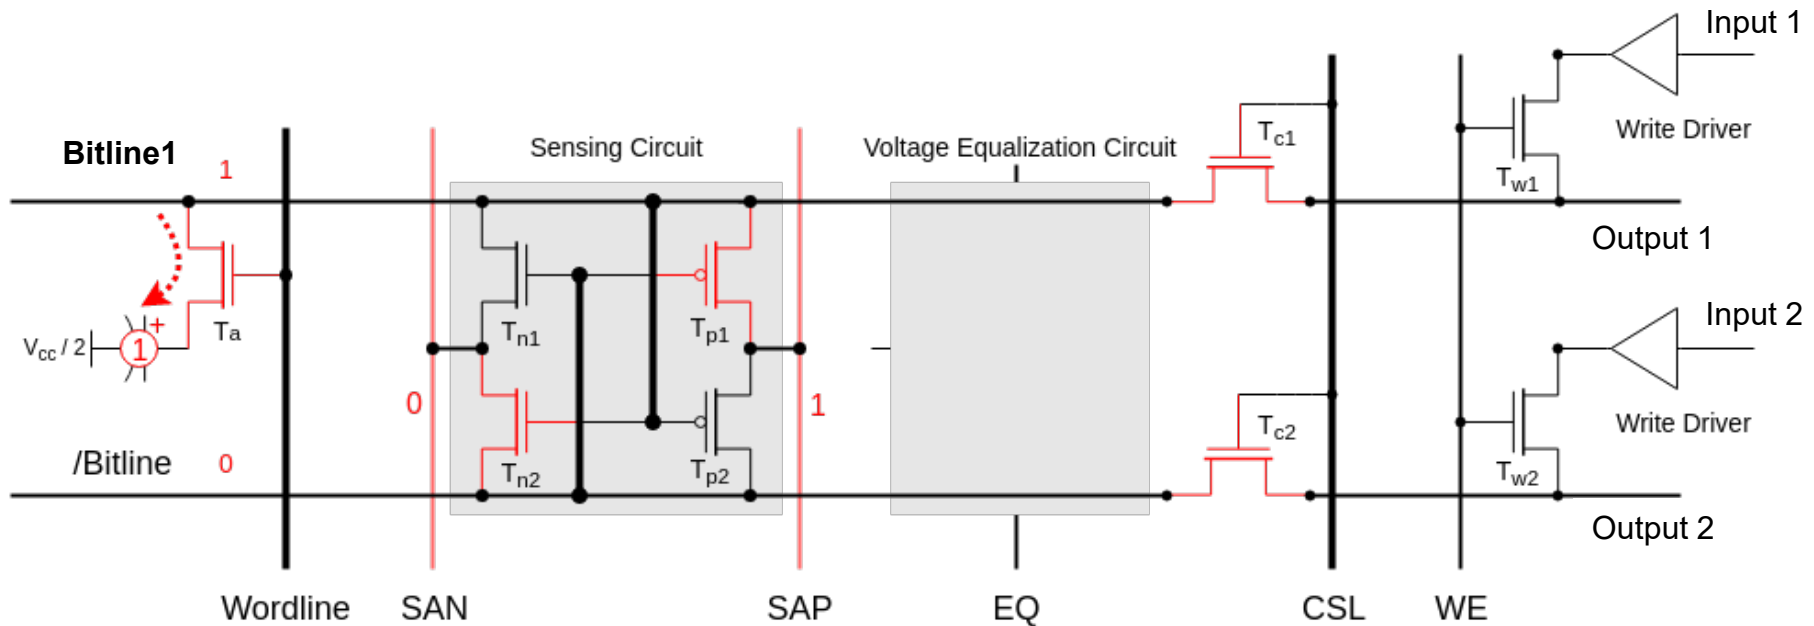 Input 1
Write Driver
Tc1
Tw1
Output 1
Bitline1
1
Sensing Circuit
Voltage Equalization Circuit
Ta
+
Vcc / 2
1
Tn1
Tp1
0
1
/Bitline
0
Tn2
Tp2
Tc2
Input 2
Write Driver
Tw2
Output 2
Wordline
SAN
SAP
EQ
CSL
WE